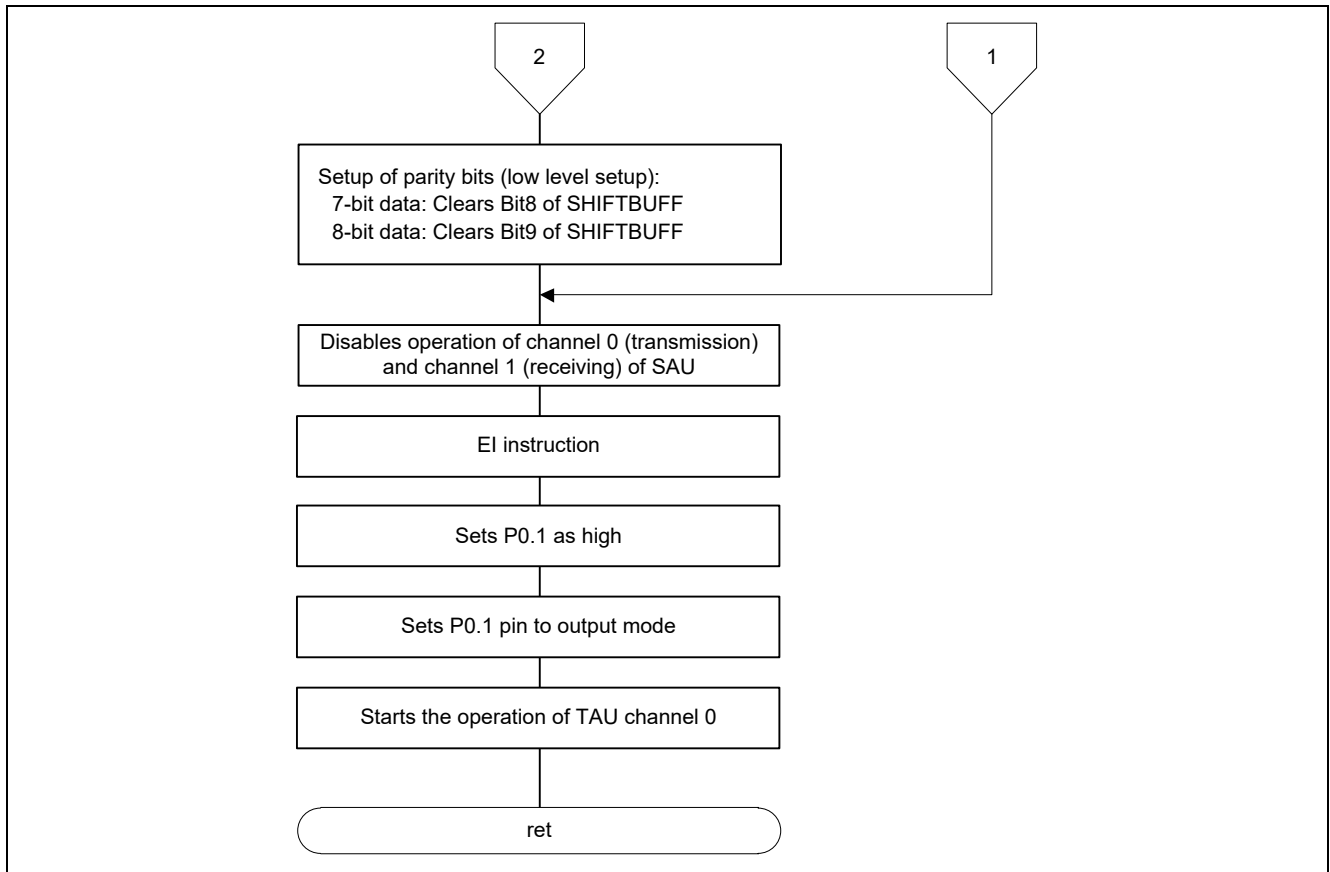 2
1
Setup of parity bits (low level setup):
7-bit data: Clears Bit8 of SHIFTBUFF
8-bit data: Clears Bit9 of SHIFTBUFF
Disables operation of channel 0 (transmission)
and channel 1 (receiving) of SAU
EI instruction
Sets P0.1 as high
Sets P0.1 pin to output mode
Starts the operation of TAU channel 0
ret